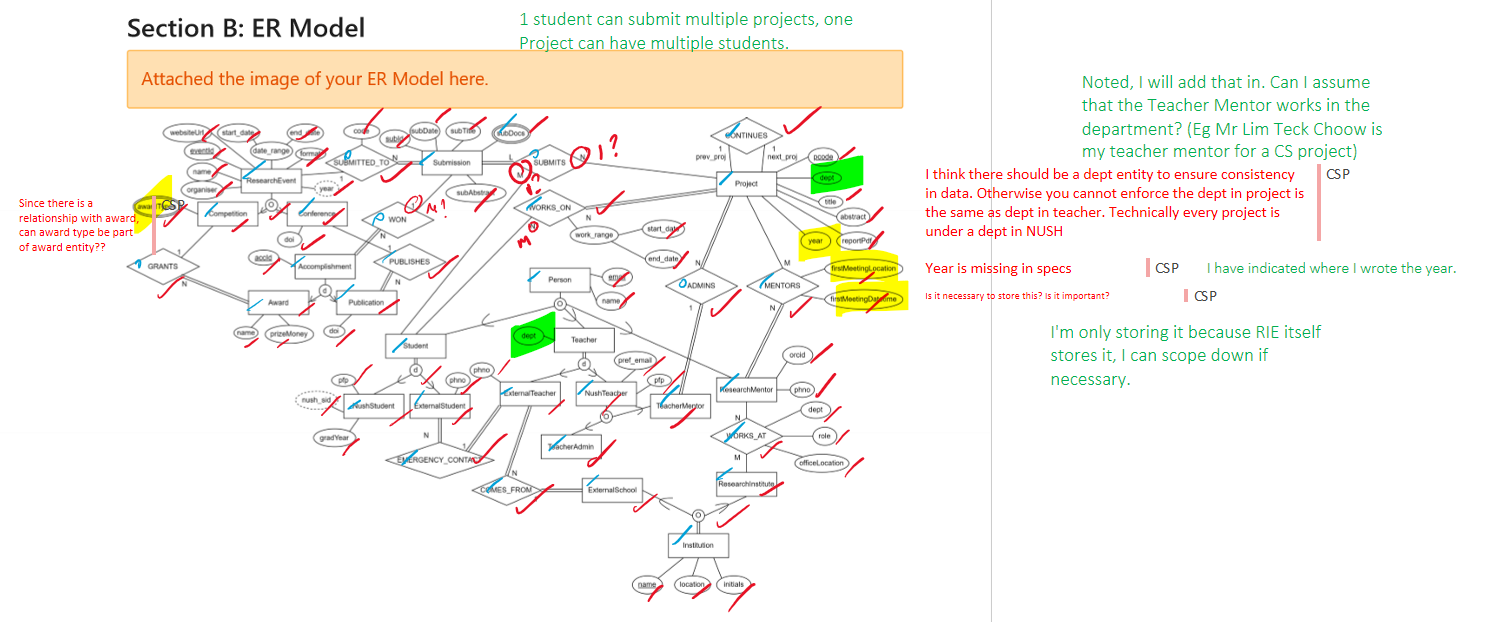 Section B: ER Model
1 student can submit multiple projects, one
Project can have multiple students.
Attached the image of your ER Model here.
Noted, I will add that in. Can I assume
that the Teacher Mentor works in the
department? (Eg Mr Lim Teck Choow is
my teacher mentor for a CS project)
I think there should be a dept entity to ensure consistency
in data. Otherwise you cannot enforce the dept in project is
the same as dept in teacher. Technically every project is
under a dept in NUSH
CSP
Year is missing in specs
CSP
I have indicated where I wrote the year.
is it necessary to store this? Is it important?
CSP
I'm only storing it because RIE itself
stores it, I can scope down if
necessary.
Since there is a
relationship with award,
can award type be part
of award entity??
CSP
websiteUrl
start_date
end_date
code
subId
subDate
subTitle
subDocs
CONTINUES
eventId
date_range
format
SUBMITTED_TO
N
Submission
L
SUBMITS
N
1?
prev_proj
1
1
next_proj
pcode
name
ResearchEvent
1
M
Project
dept
organiser
year
subAbstract
title
Competition
Conference
WON
M?
WORKS_ON
N
abstract
M
work_range
start_date
year
reportPdf
doi
N
end_date
1
GRANTS
N
accId
Accomplishment
PUBLISHES
N
Person
email
name
N
ADMINS
1
M
MENTORS
N
firstMeetingLocation
firstMeetingDatetime
Award
Publication
name
prizeMoney
doi
Student
dept
Teacher
pref_email
orcid
pfp
phno
phno
pfp
nush_sid
NushStudent
ExternalStudent
ExternalTeacher
NushTeacher
TeacherMentor
ResearchMentor
phno
gradYear
N
1
TeacherAdmin
N
dept
EMERGENCY_CONTACT
WORKS_AT
role
M
officeLocation
N
COMES_FROM
ExternalSchool
ResearchInstitute
Institution
name
location
initials